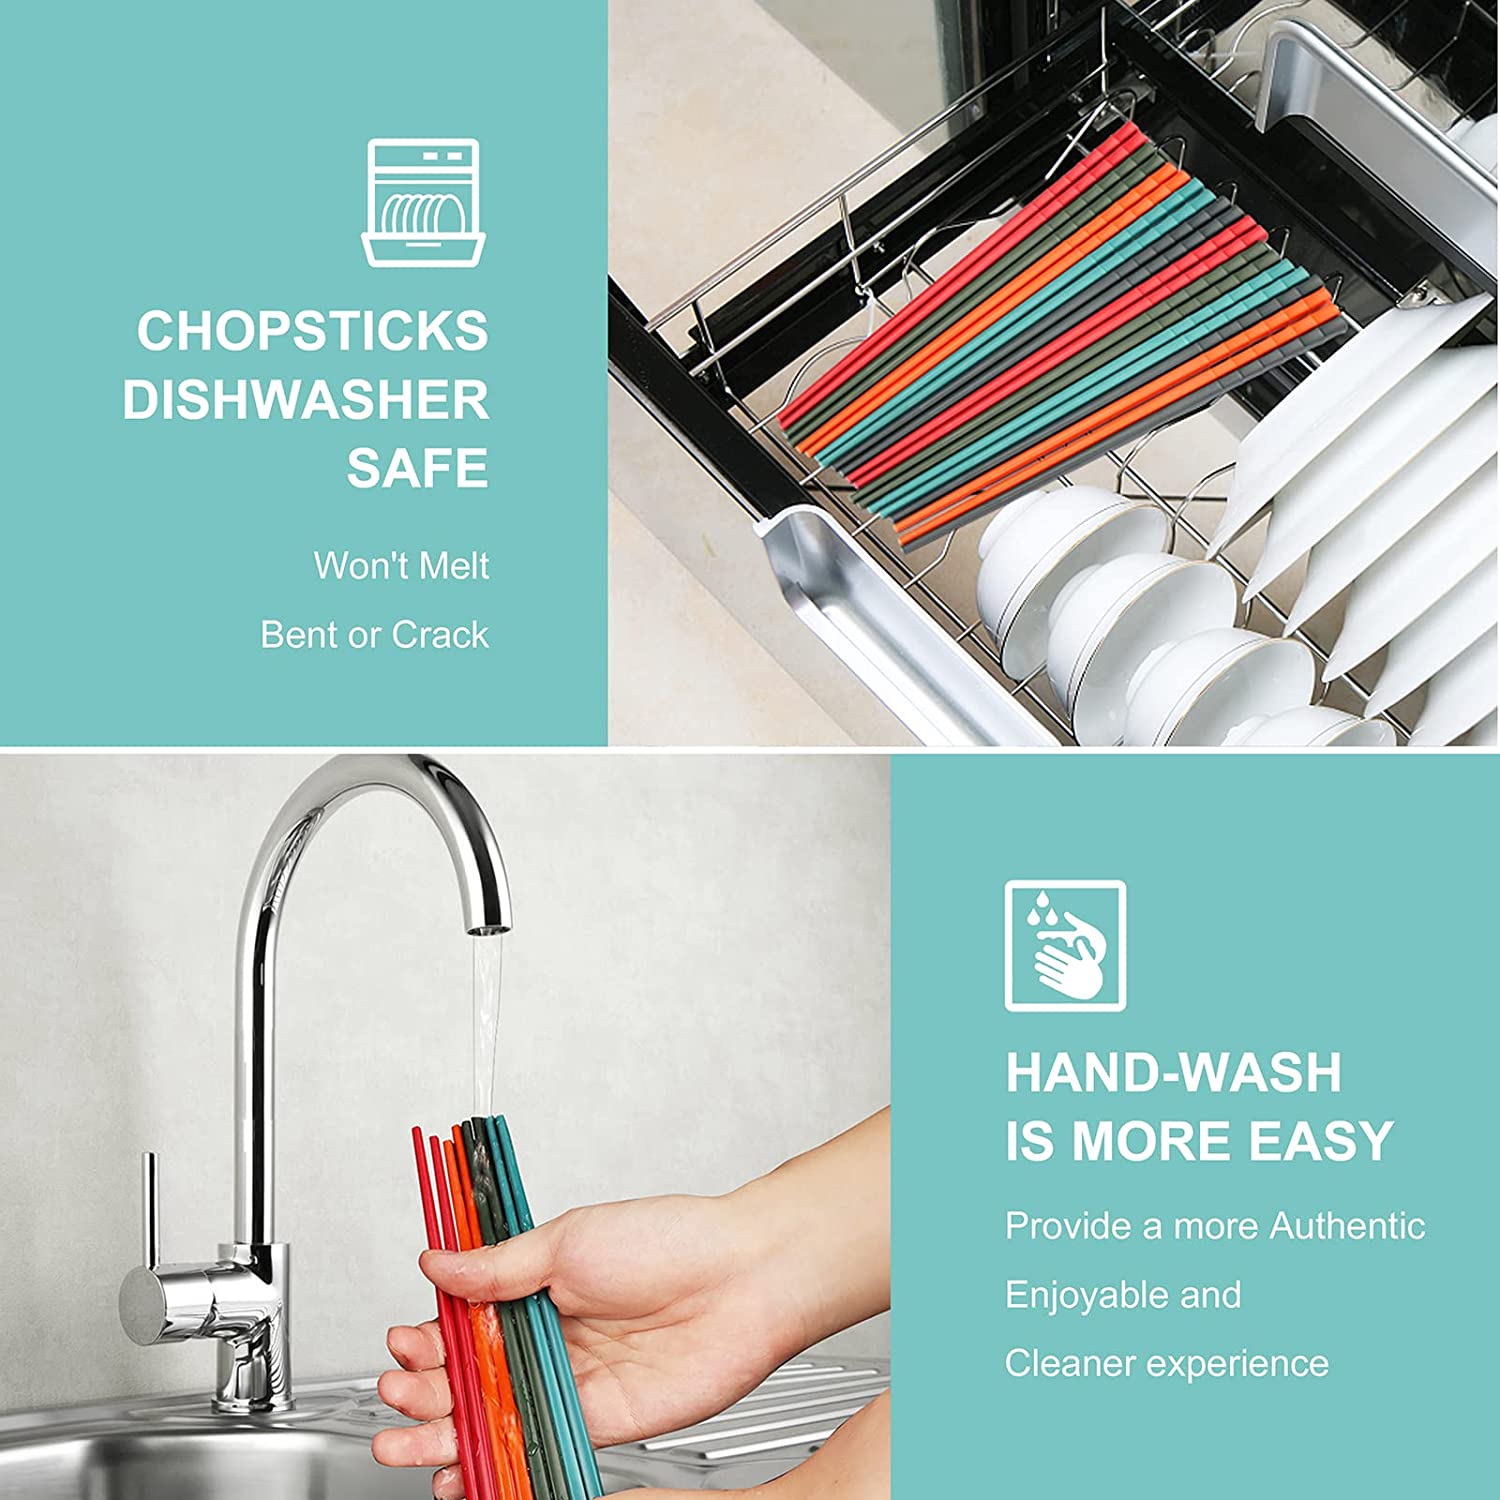 CHOPSTICKS
DISHWASHER
SAFE
Won't Melt
Bent or Crack
HAND-WASH
IS MORE EASY
Provide a more Authentic
Enjoyable and
Cleaner experience